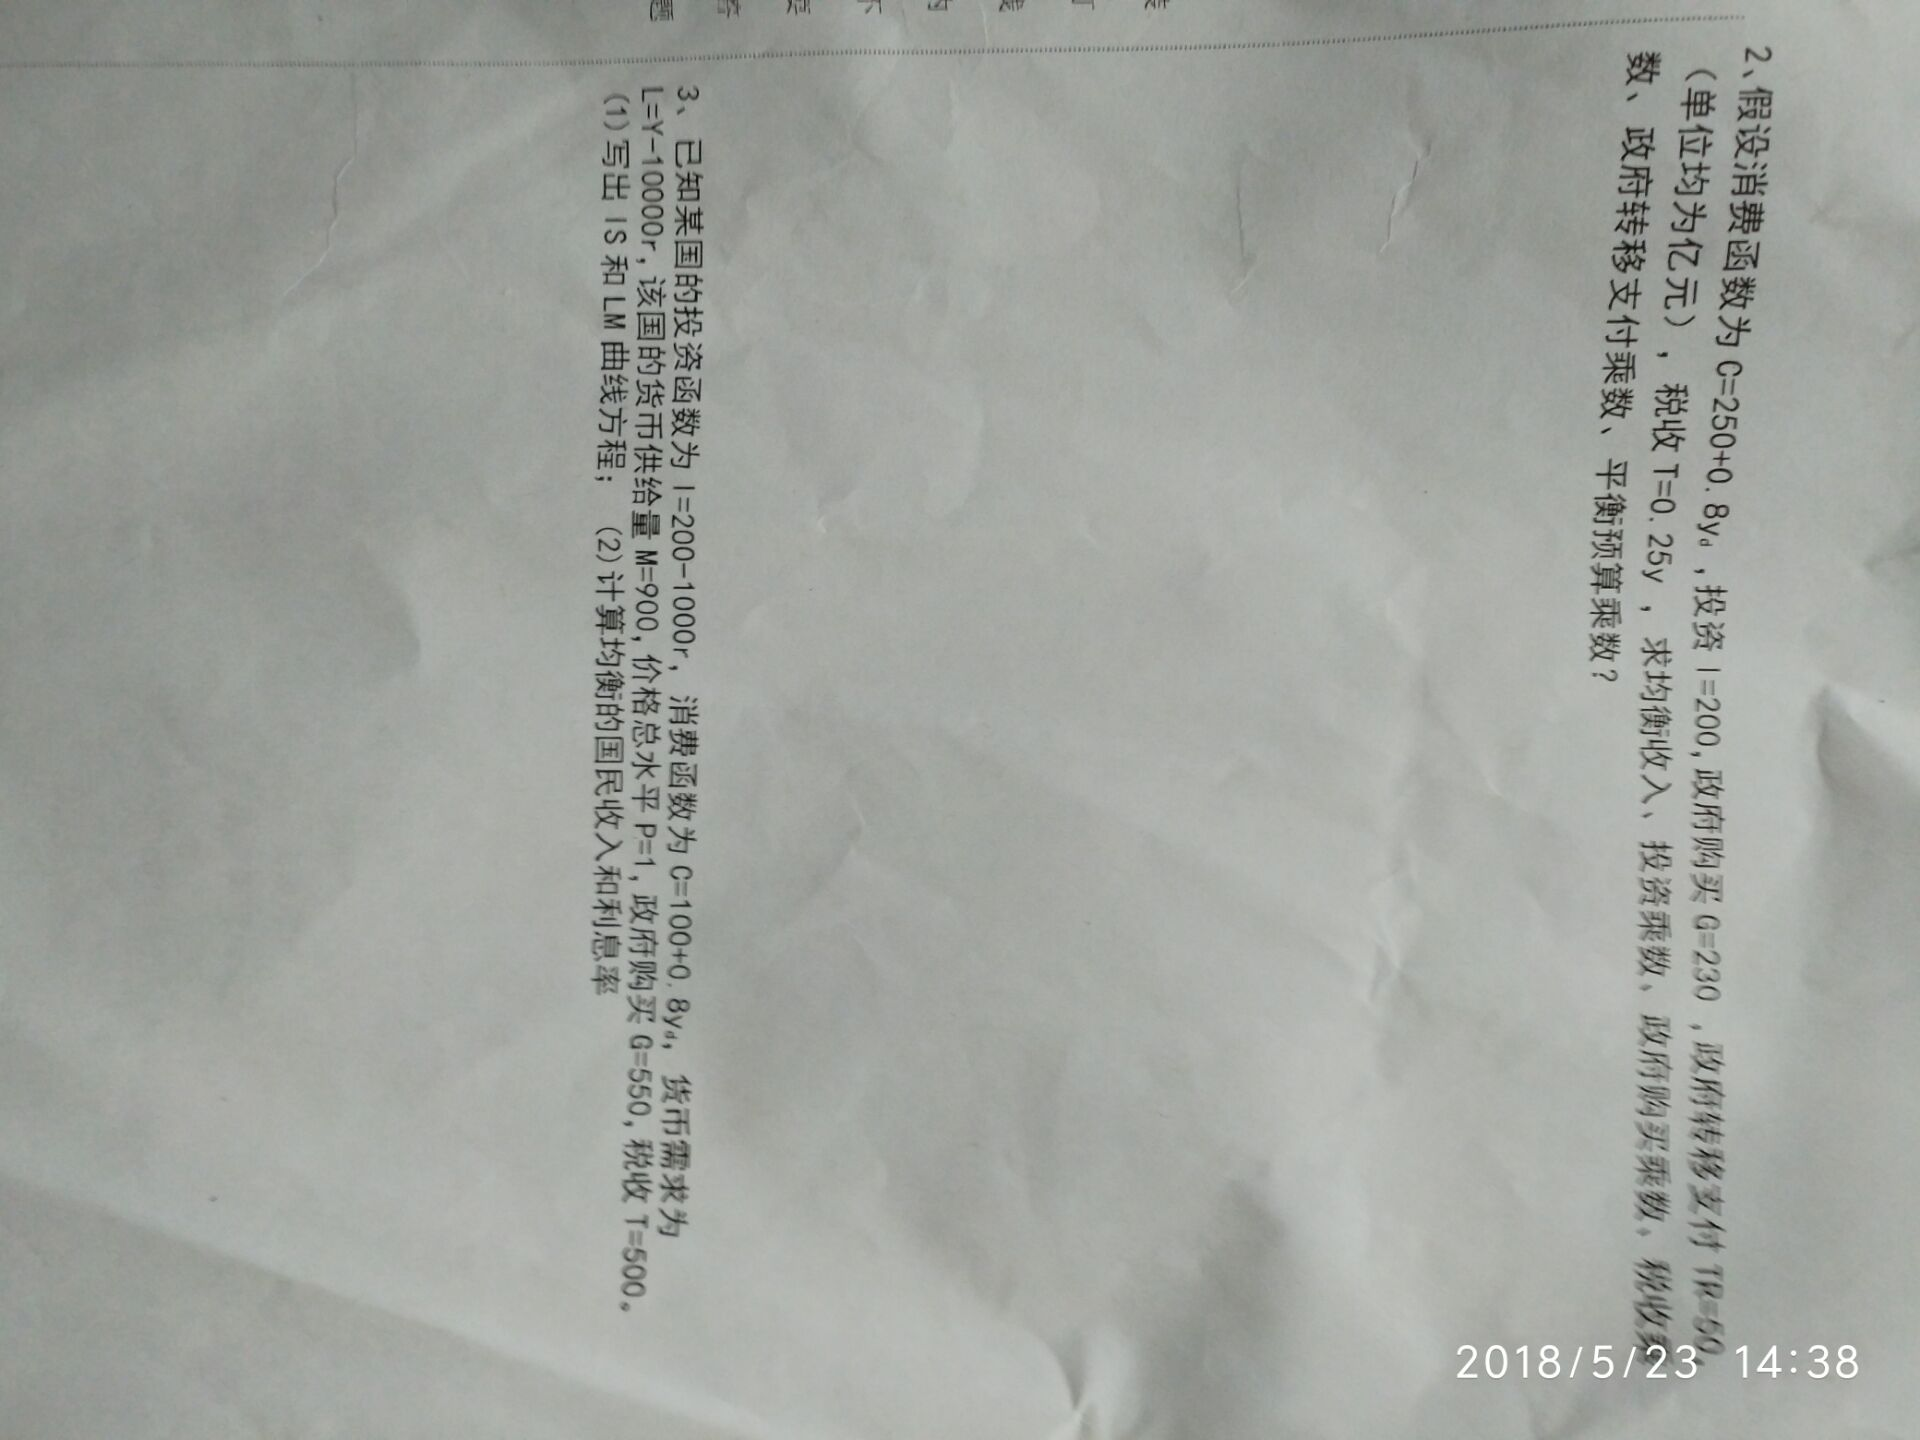 2、假设消费函数为 C=250+0.8yd ,投资 I=200,政府购买 G=230 ,政府转移支付 TR=50,
(单位均为亿元) ，税收 T=0.25y ，求均衡收入、投资乘数、政府购买乘数、税收乘
数、政府转移支付乘数、平衡预算乘数?
3、已知某国的投资函数为 I=200-1000r, 消费函数为 C=100+0.8yd, 货币需求为
L=Y-10000r, 该国的货币供给量 M=900, 价格总水平 P=1, 政府购买 G=550, 税收 T=500。
(1)写出 IS 和 LM 曲线方程; (2)计算均衡的国民收入和利息率
2018/5/23 14:38